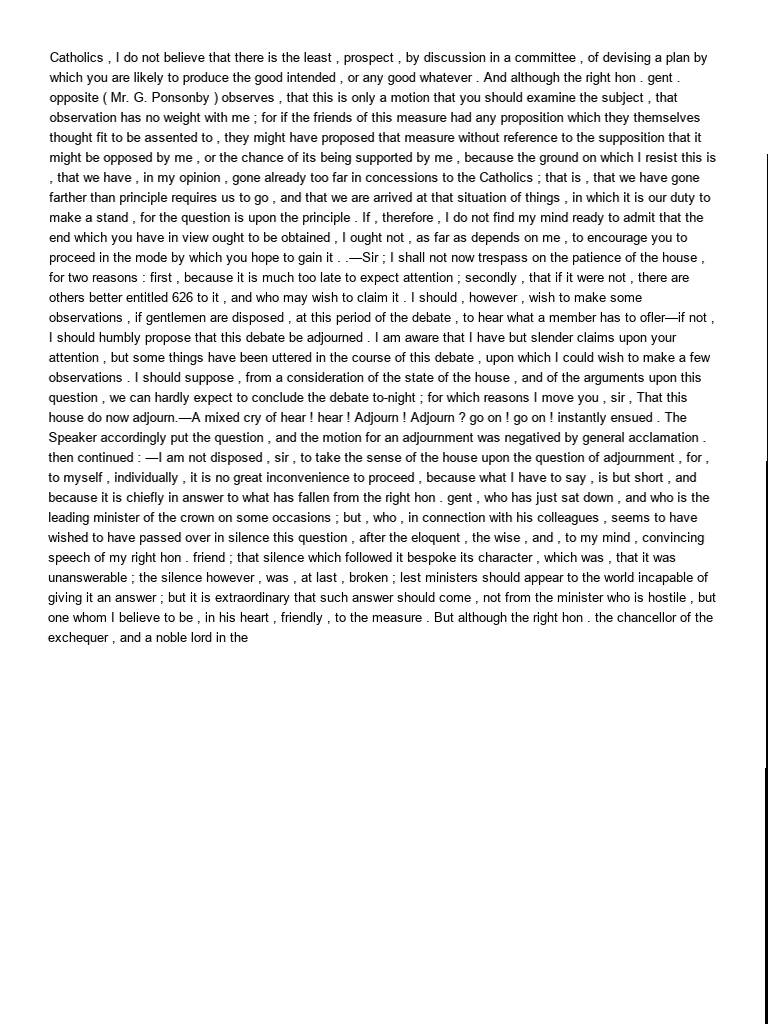 Catholics , I do not believe that there is the least , prospect , by discussion in a committee , of devising a plan by
which you are likely to produce the good intended , or any good whatever . And although the right hon . gent .
opposite ( Mr. G. Ponsonby ) observes , that this is only a motion that you should examine the subject , that
observation has no weight with me ; for if the friends of this measure had any proposition which they themselves
thought fit to be assented to , they might have proposed that measure without reference to the supposition that it
might be opposed by me , or the chance of its being supported by me , because the ground on which I resist this is
, that we have , in my opinion , gone already too far in concessions to the Catholics ; that is , that we have gone
farther than principle requires us to go , and that we are arrived at that situation of things , in which it is our duty to
make a stand , for the question is upon the principle . If , therefore , I do not find my mind ready to admit that the
end which you have in view ought to be obtained , I ought not , as far as depends on me , to encourage you to
proceed in the mode by which you hope to gain it . .—Sir ; I shall not now trespass on the patience of the house ,
for two reasons : first , because it is much too late to expect attention ; secondly , that if it were not , there are
others better entitled 626 to it , and who may wish to claim it . I should , however , wish to make some
observations , if gentlemen are disposed , at this period of the debate , to hear what a member has to ofler—if not ,
I should humbly propose that this debate be adjourned . I am aware that I have but slender claims upon your
attention , but some things have been uttered in the course of this debate , upon which I could wish to make a few
observations . I should suppose , from a consideration of the state of the house , and of the arguments upon this
question , we can hardly expect to conclude the debate to-night ; for which reasons I move you , sir , That this
house do now adjourn.—A mixed cry of hear ! hear ! Adjourn ! Adjourn ? go on ! go on ! instantly ensued . The
Speaker accordingly put the question , and the motion for an adjournment was negatived by general acclamation .
then continued : —I am not disposed , sir , to take the sense of the house upon the question of adjournment , for ,
to myself , individually , it is no great inconvenience to proceed , because what I have to say , is but short , and
because it is chiefly in answer to what has fallen from the right hon . gent , who has just sat down , and who is the
leading minister of the crown on some occasions ; but , who , in connection with his colleagues , seems to have
wished to have passed over in silence this question , after the eloquent , the wise , and , to my mind , convincing
speech of my right hon . friend ; that silence which followed it bespoke its character , which was , that it was
unanswerable ; the silence however , was , at last , broken ; lest ministers should appear to the world incapable of
giving it an answer ; but it is extraordinary that such answer should come , not from the minister who is hostile , but
one whom I believe to be , in his heart , friendly , to the measure . But although the right hon . the chancellor of the
exchequer , and a noble lord in the